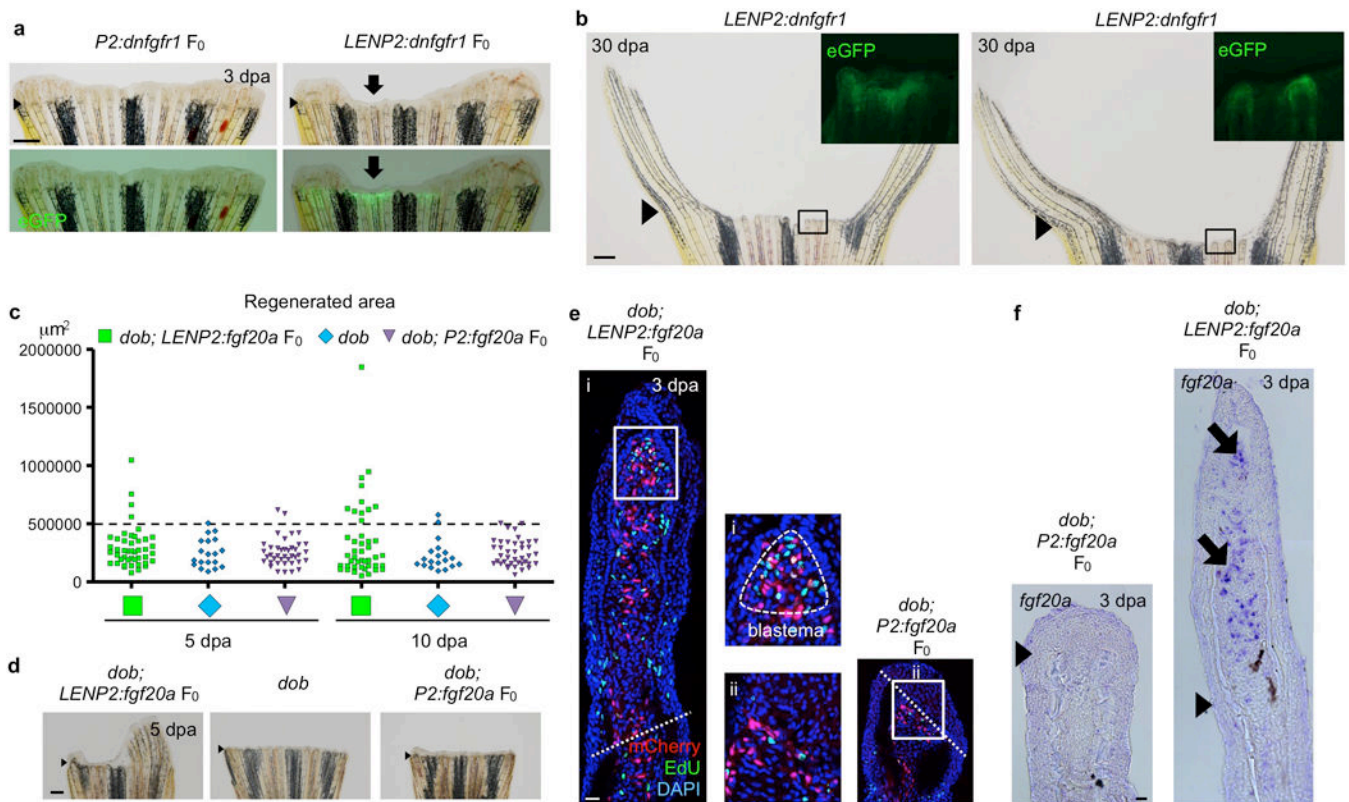 a
P2:dnfgfr1 F0
LENP2:dnfgfr1 F0
3 dpa
eGFP
b
LENP2:dnfgfr1
LENP2:dnfgfr1
30 dpa
eGFP
30 dpa
eGFP
c
Regenerated area
μm2
dob; LENP2:fgf20a F0
dob
dob; P2:fgf20a F0
2000000
1500000
1000000
500000
0
5 dpa
10 dpa
d
dob;
LENP2:fgf20a F0
dob
dob;
P2:fgf20a F0
5 dpa
e
dob;
LENP2:fgf20a
F0
i
3 dpa
mCherry
EdU
DAPI
i
blastema
ii
dob;
P2:fgf20a
F0
ii
f
dob;
P2:fgf20a
F0
fgf20a
3 dpa
dob;
LENP2:fgf20a
F0
fgf20a
3 dpa